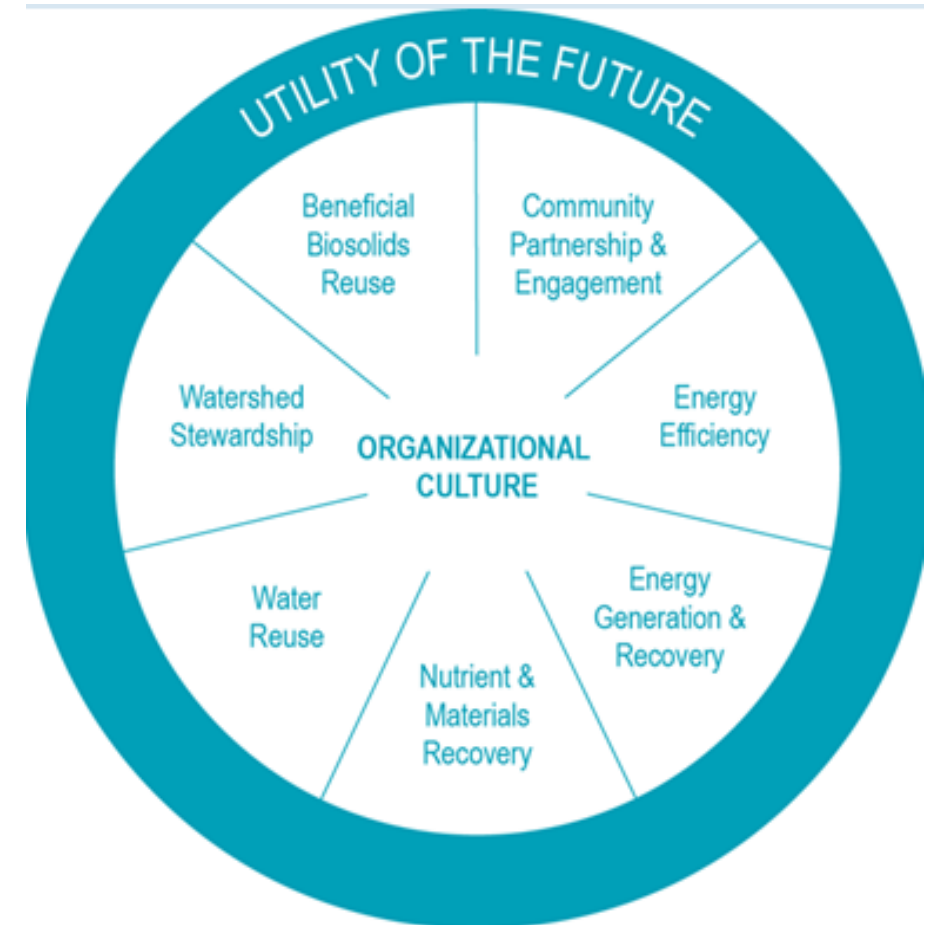 UTILITY OF THE FUTURE
Beneficial
Biosolids
Reuse
Community
Partnership &
Engagement
Watershed
Stewardship
Energy
Efficiency
ORGANIZATIONAL
CULTURE
Water
Reuse
Energy
Generation &
Recovery
Nutrient &
Materials
Recovery